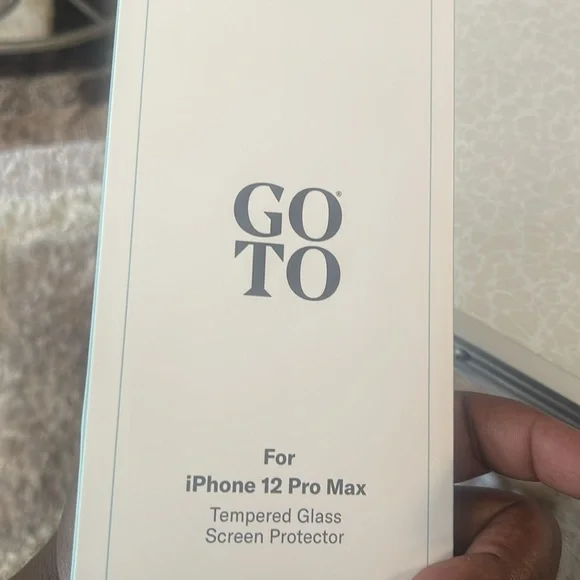 GO®
TO
For
iPhone 12 Pro Max
Tempered Glass
Screen Protector